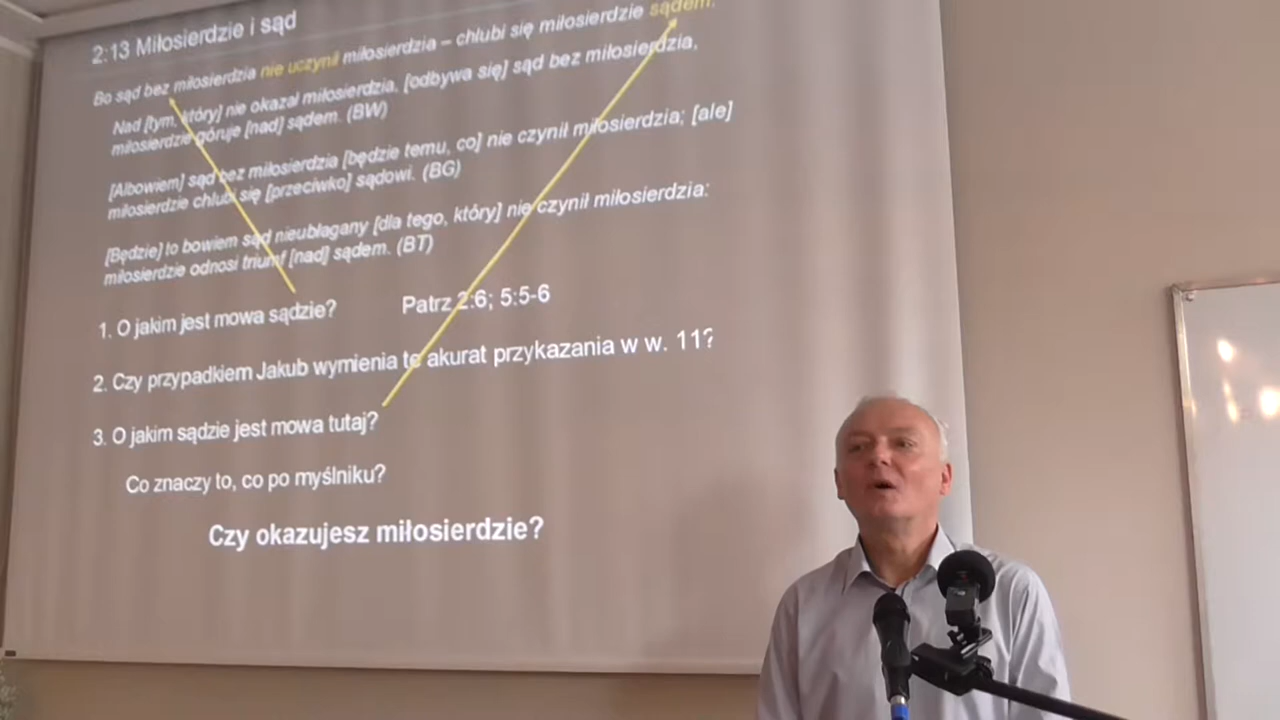 2:13 Miłosierdzie i sąd
Bo sąd bez miłosierdzia nie uczynił miłosierdzia – chlubi się miłosierdzie sądem.
Nad [tym, który] nie okazał miłosierdzia, [odbywa się] sąd bez miłosierdzia,
miłosierdzie góruje [nad] sądem. (BW)
[Albowiem] sąd bez miłosierdzia [będzie temu, co] nie czynił miłosierdzia; [ale]
miłosierdzie chlubi się [przeciwko] sądowi. (BG)
[Będzie] to bowiem sąd nieubłagany [dla tego, który] nie czynił miłosierdzia:
miłosierdzie odnosi triumf [nad] sądem. (BT)
1. O jakim jest mowa sądzie? Patrz 2:6; 5:5-6
2. Czy przypadkiem Jakub wymienia te akurat przykazania w w. 11?
3. O jakim sądzie jest mowa tutaj?
Co znaczy to, co po myślniku?
Czy okazujesz miłosierdzie?